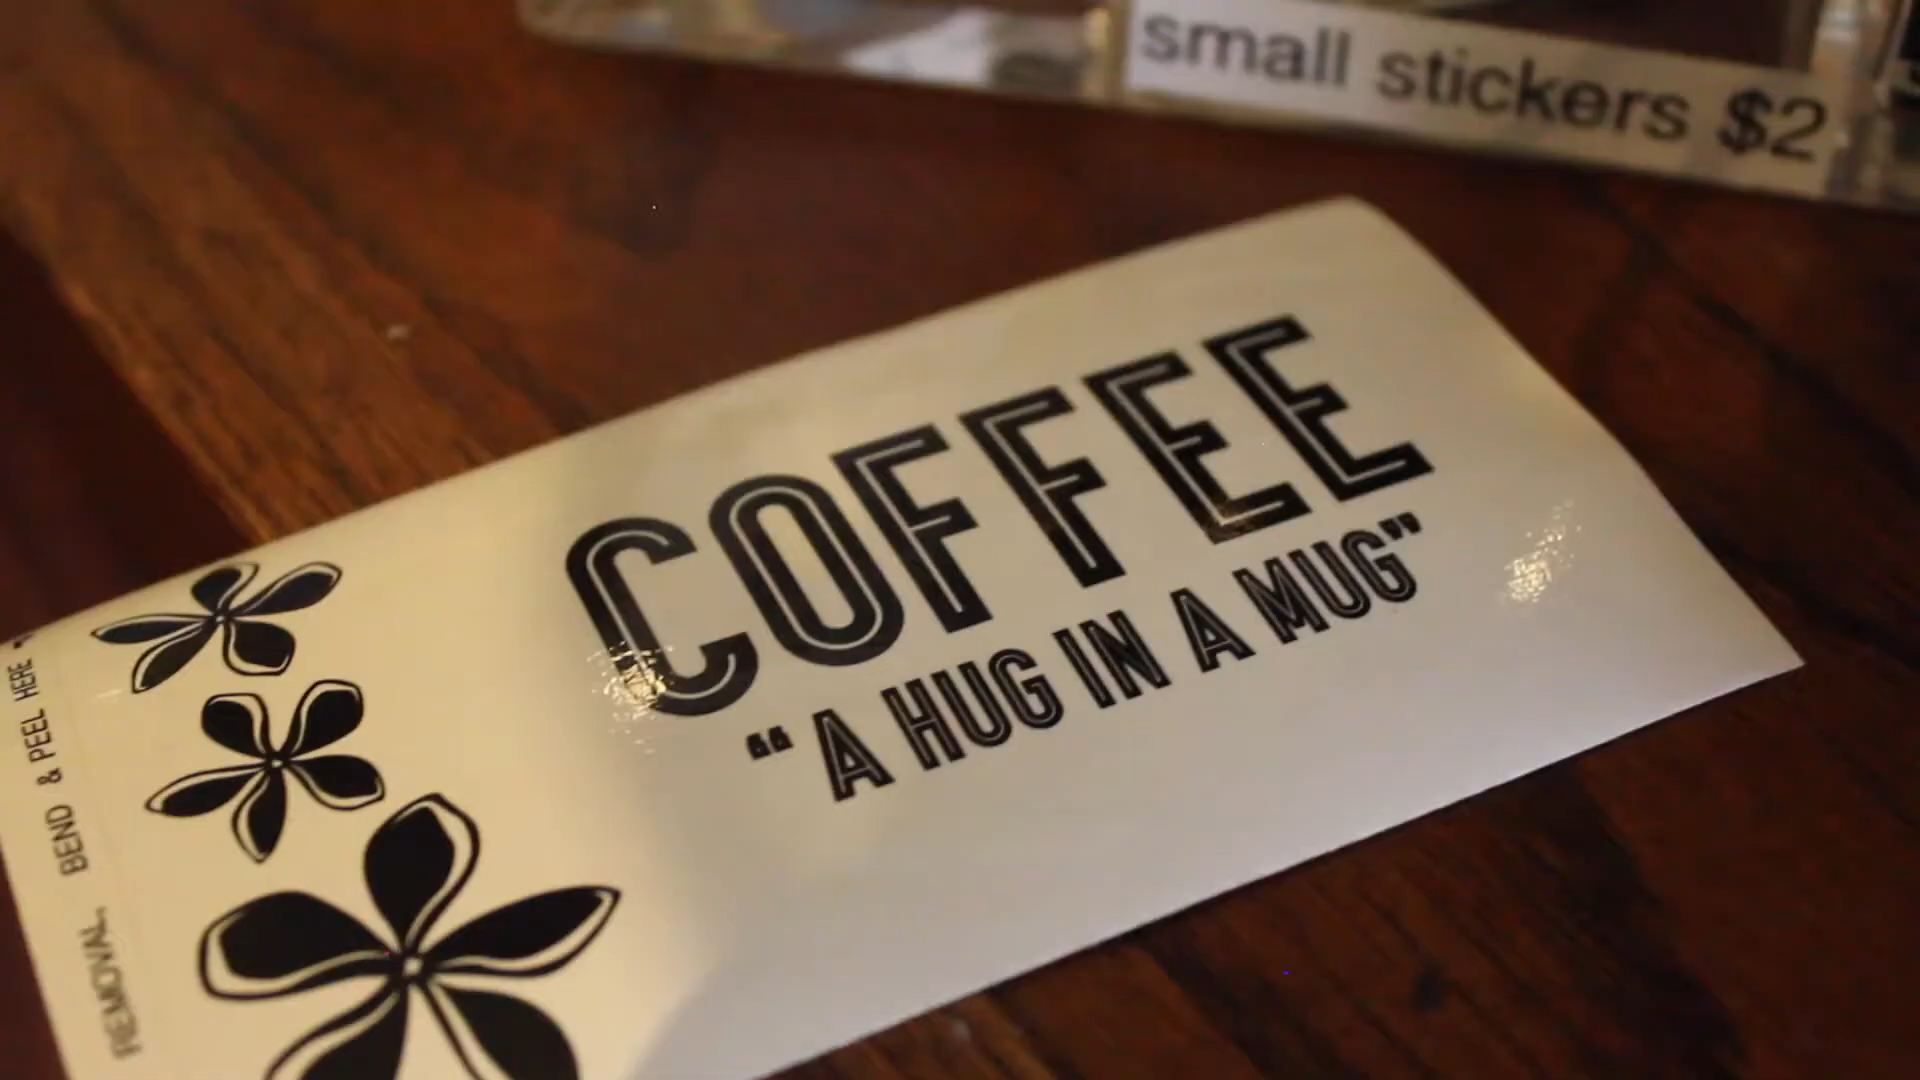 small stickers $2
COFFEE
“A HUG IN A MUG”
REMOVAL, BEND & PEEL HERE